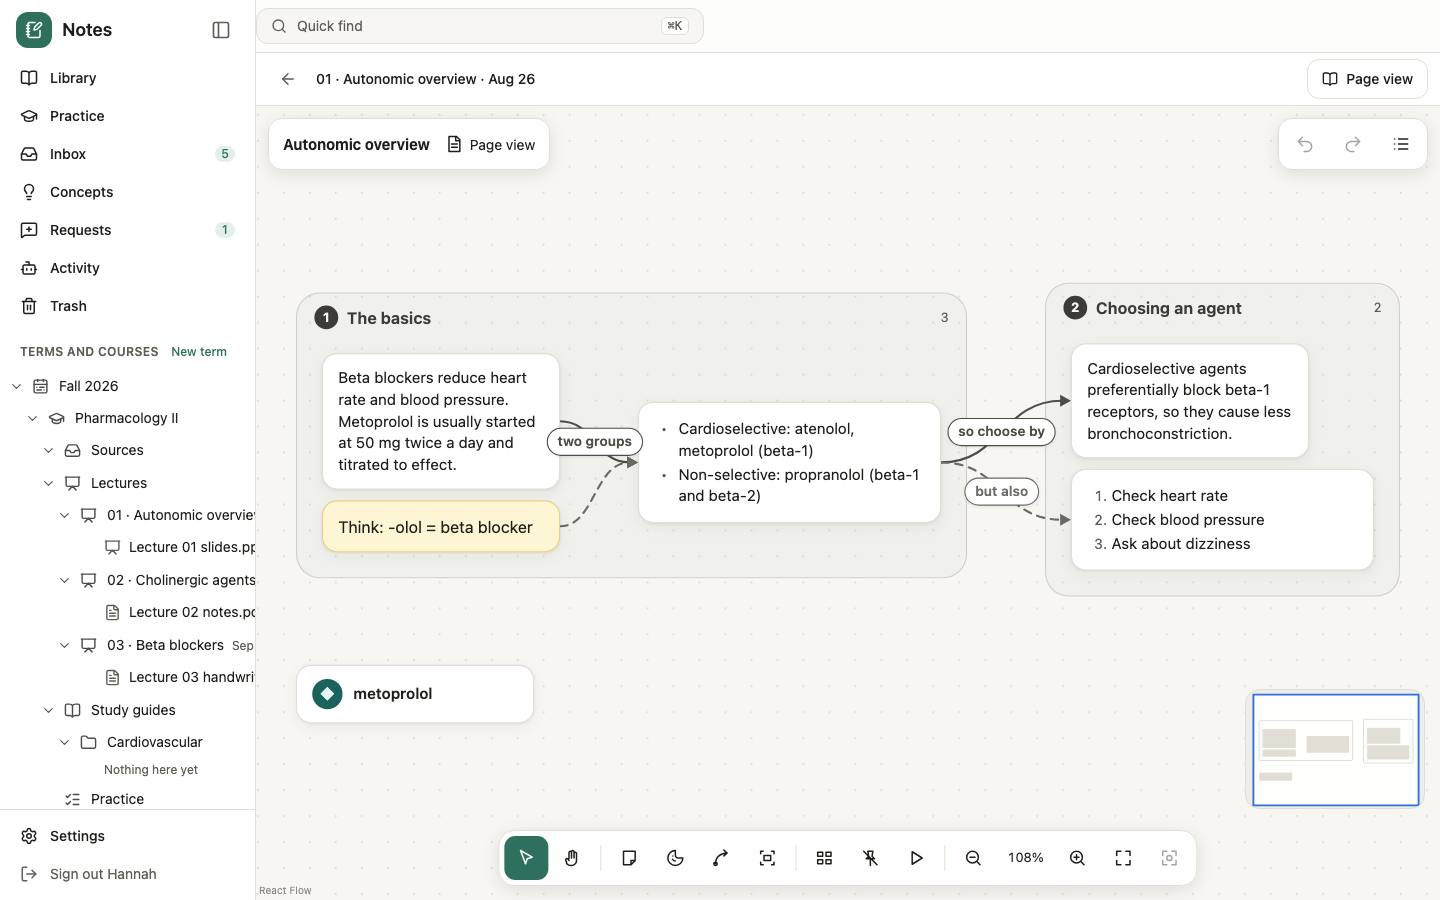 Notes
Library
Practice
Inbox
5
Concepts
Requests
1
Activity
Trash
TERMS AND COURSES
New term
Fall 2026
Pharmacology II
Sources
Lectures
01 · Autonomic
Lecture 01 slides
02 · Cholinergic agents
Lecture 02 notes
03 · Beta blockers
Sep
Lecture 03
Study guides
Cardiovascular
Nothing here yet
Practice
Settings
Sign out Hannah
Quick find
⌘K
01 · Autonomic overview · Aug 26
Page view
Autonomic overview
Page view
1
The basics
3
Beta blockers reduce heart
rate and blood pressure.
Metoprolol is usually started
at 50 mg twice a day and
titrated to effect.
Think: -olol = beta blocker
two groups
• Cardioselective: atenolol,
metoprolol (beta-1)
• Non-selective: propranolol (beta-1
and beta-2)
so choose by
but also
2
Choosing an agent
2
Cardioselective agents
preferentially block beta-1
receptors, so they cause less
bronchoconstriction.
1. Check heart rate
2. Check blood pressure
3. Ask about dizziness
metoprolol
108%
React Flow